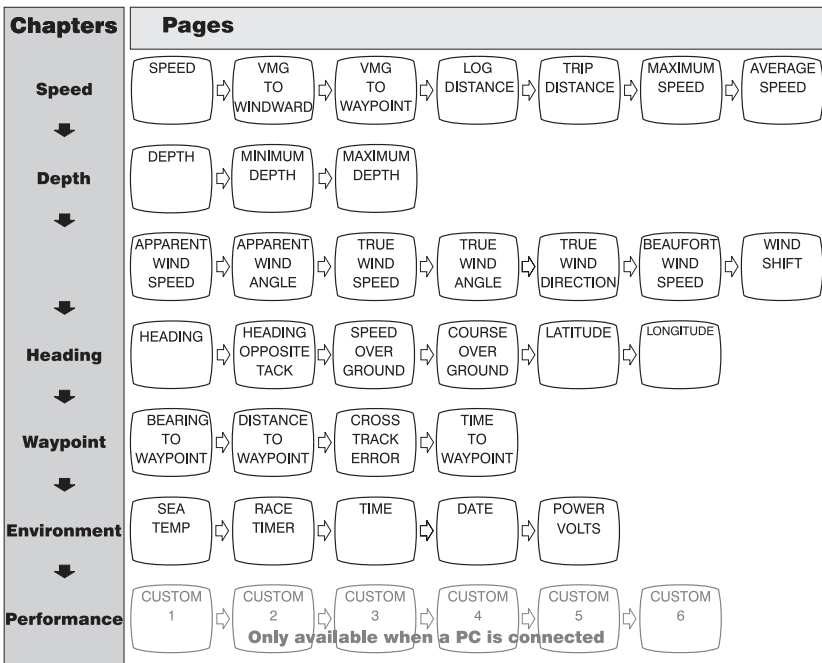 Chapters
Pages
Speed
SPEED
VMG
TO
WINDWARD
VMG
TO
WAYPOINT
LOG
DISTANCE
TRIP
DISTANCE
MAXIMUM
SPEED
AVERAGE
SPEED
Depth
DEPTH
MINIMUM
DEPTH
MAXIMUM
DEPTH
APPARENT
WIND
SPEED
APPARENT
WIND
ANGLE
TRUE
WIND
SPEED
TRUE
WIND
ANGLE
TRUE
WIND
DIRECTION
BEAUFORT
WIND
SPEED
WIND
SHIFT
Heading
HEADING
HEADING
OPPOSITE
TACK
SPEED
OVER
GROUND
COURSE
OVER
GROUND
LATITUDE
LONGITUDE
Waypoint
BEARING
TO
WAYPOINT
DISTANCE
TO
WAYPOINT
CROSS
TRACK
ERROR
TIME
TO
WAYPOINT
Environment
SEA
TEMP
RACE
TIMER
TIME
DATE
POWER
VOLTS
Performance
CUSTOM
1
CUSTOM
2
CUSTOM
3
CUSTOM
4
CUSTOM
5
CUSTOM
6
Only available when a PC is connected